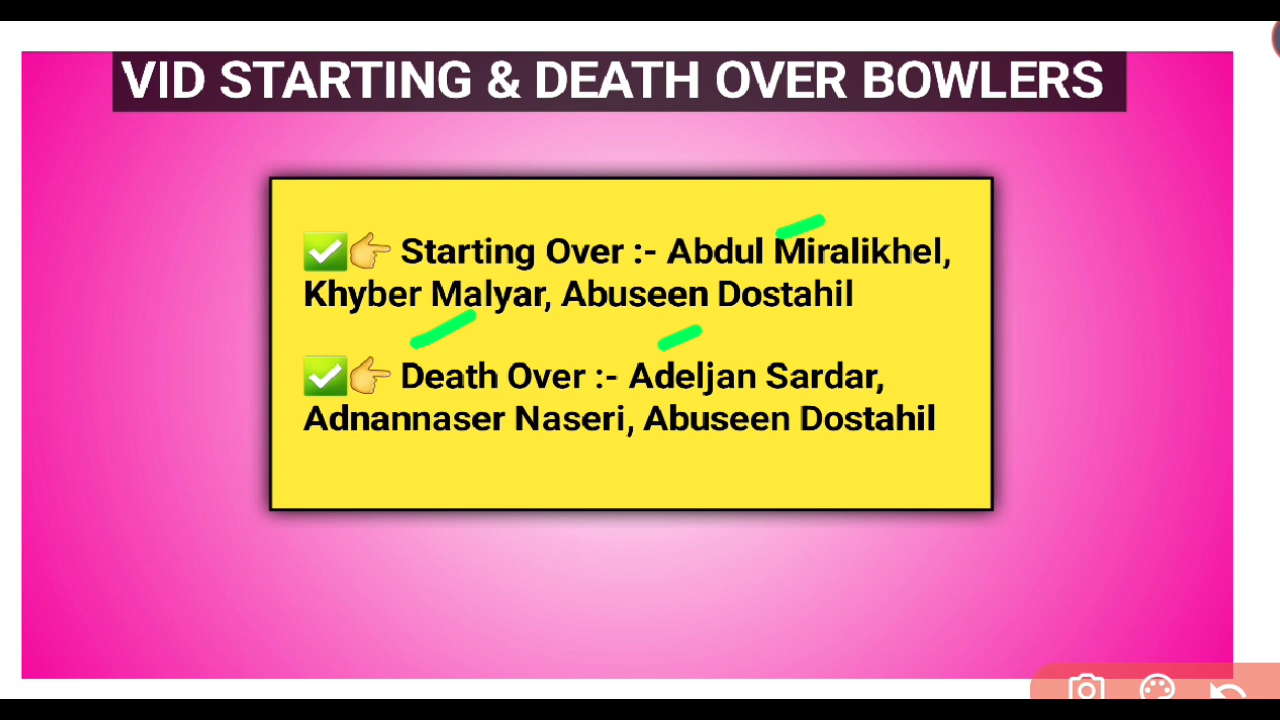 VID STARTING & DEATH OVER BOWLERS
✅👉 Starting Over :- Abdul Miralikhel,
Khyber Malyar, Abuseen Dostahil
✅👉 Death Over :- Adeljan Sardar,
Adnannaser Naseri, Abuseen Dostahil